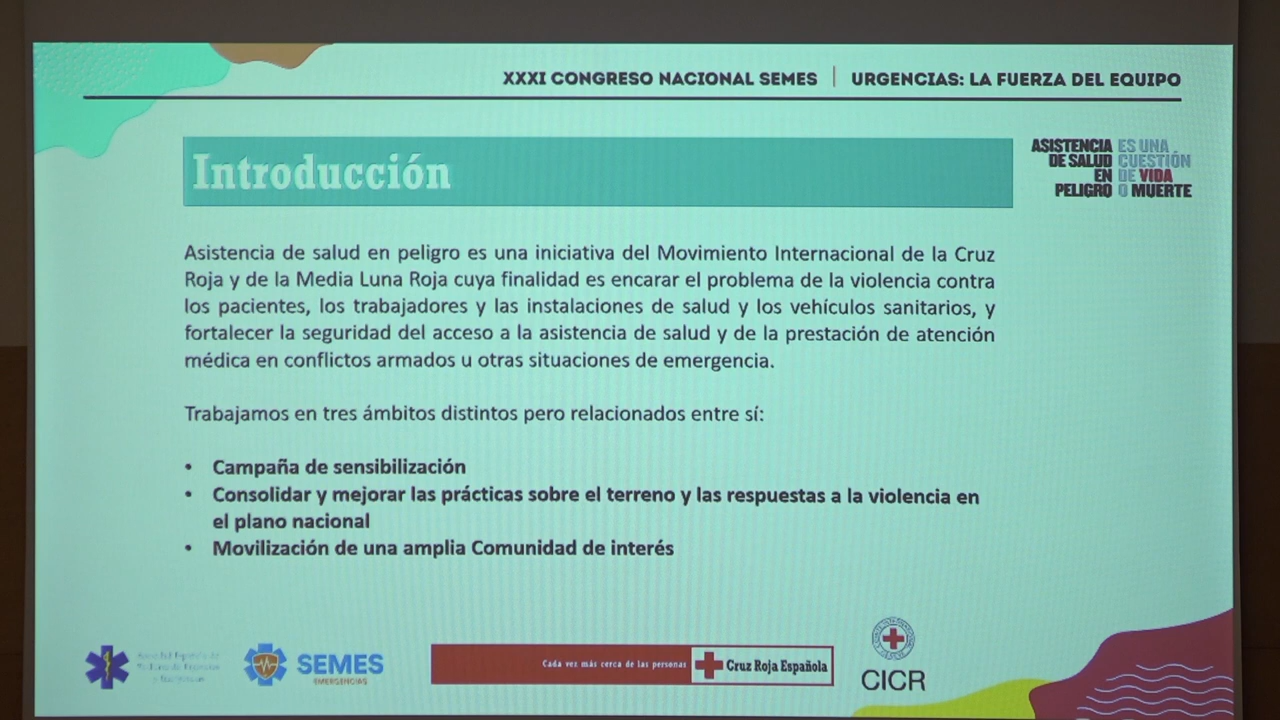 XXXI CONGRESO NACIONAL SEMES | URGENCIAS: LA FUERZA DEL EQUIPO
Introducción
ASISTENCIA ES UNA
DE SALUD CUESTIÓN
EN DE VIDA
PELIGRO O MUERTE
Asistencia de salud en peligro es una iniciativa del Movimiento Internacional de la Cruz
Roja y de la Media Luna Roja cuya finalidad es encarar el problema de la violencia contra
los pacientes, los trabajadores y las instalaciones de salud y los vehículos sanitarios, y
fortalecer la seguridad del acceso a la asistencia de salud y de la prestación de atención
médica en conflictos armados u otras situaciones de emergencia.
Trabajamos en tres ámbitos distintos pero relacionados entre sí:
• Campaña de sensibilización
• Consolidar y mejorar las prácticas sobre el terreno y las respuestas a la violencia en
el plano nacional
• Movilización de una amplia Comunidad de interés
SEMES
EMERGENCIAS
Cada vez más cerca de las personas
Cruz Roja Española
CICR